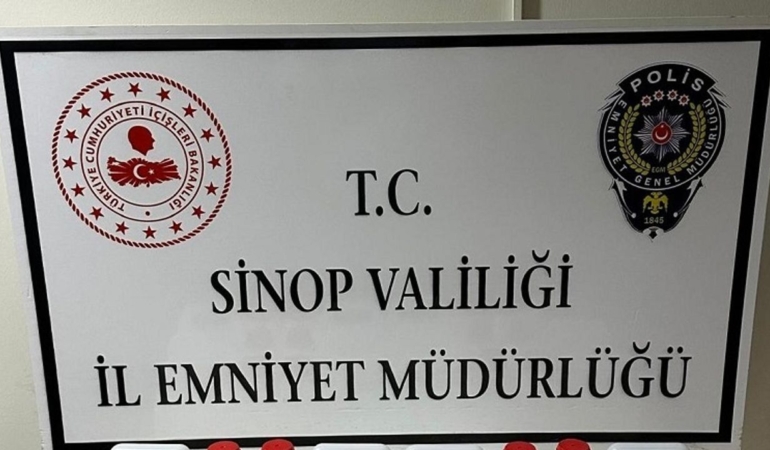 TÜRKİYE CUMHURİYETİ İÇİŞLERİ BAKANLIĞI
POLİS
EMNİYET GENEL MÜDÜRLÜĞÜ
EGM
1845
T.C.
SİNOP VALİLİĞİ
İL EMNİYET MÜDÜRLÜĞÜ